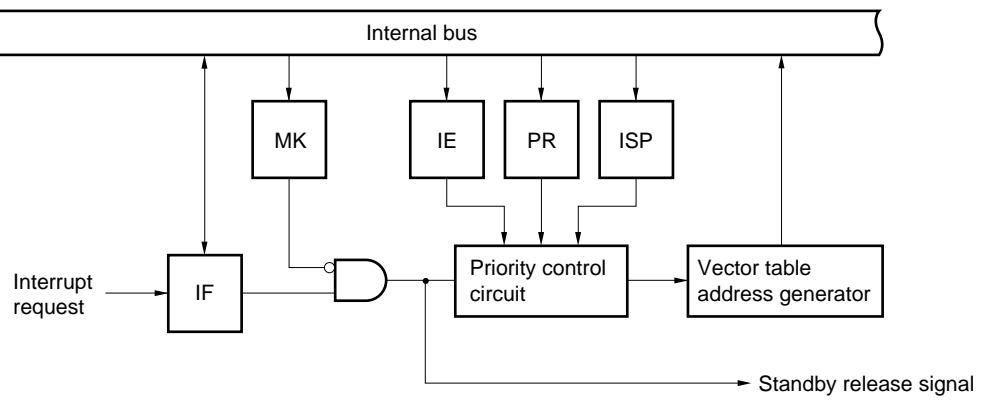 Internal bus
MK
IE
PR
ISP
Interrupt
request
IF
Priority control
circuit
Vector table
address generator
Standby release signal